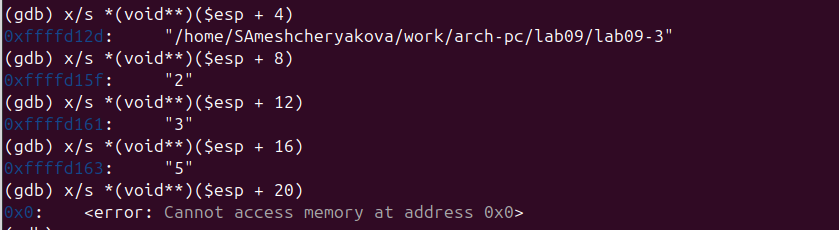 (gdb) x/s *(void**)($esp + 4)
0xffffd12d:     "/home/SAmeshcheryakova/work/arch-pc/lab09/lab09-3"
(gdb) x/s *(void**)($esp + 8)
0xffffd15f:     "2"
(gdb) x/s *(void**)($esp + 12)
0xffffd161:     "3"
(gdb) x/s *(void**)($esp + 16)
0xffffd163:     "5"
(gdb) x/s *(void**)($esp + 20)
0x0:    <error: Cannot access memory at address 0x0>